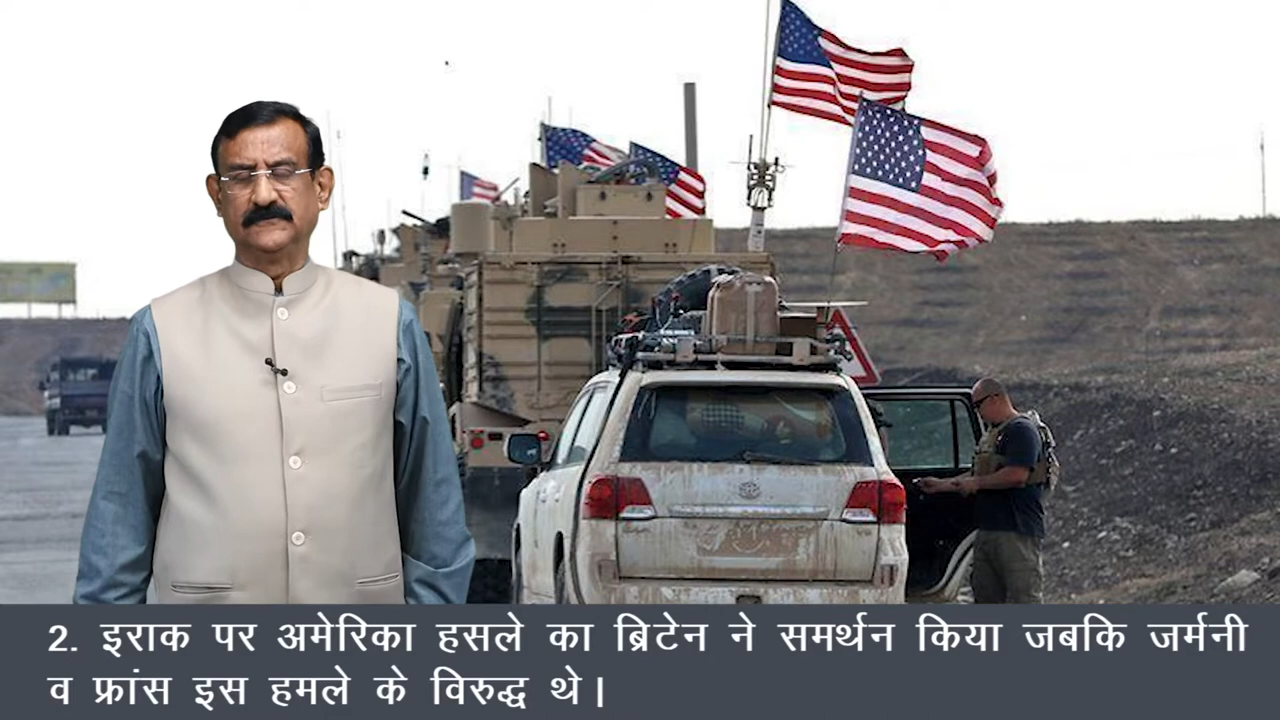 2. इराक पर अमेरिका हसले का ब्रिटेन ने समर्थन किया जबकि जर्मनी
व फ्रांस इस हमले के विरुद्ध थे।